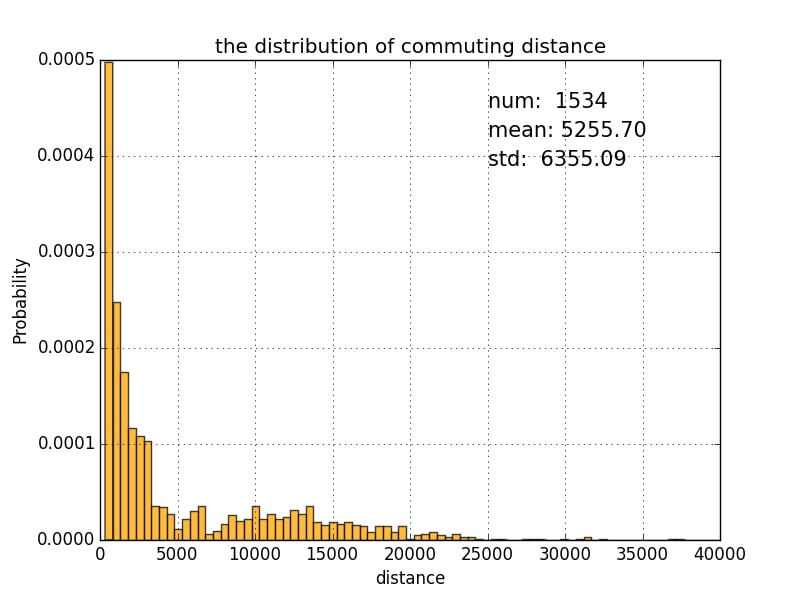 the distribution of commuting distance
0.0005
num: 1534
mean: 5255.70
0.0004
std: 6355.09
0.0003
Probability
0.0002
0.0001
0.0000
0 5000 10000 15000 20000 25000 30000 35000 40000
distance